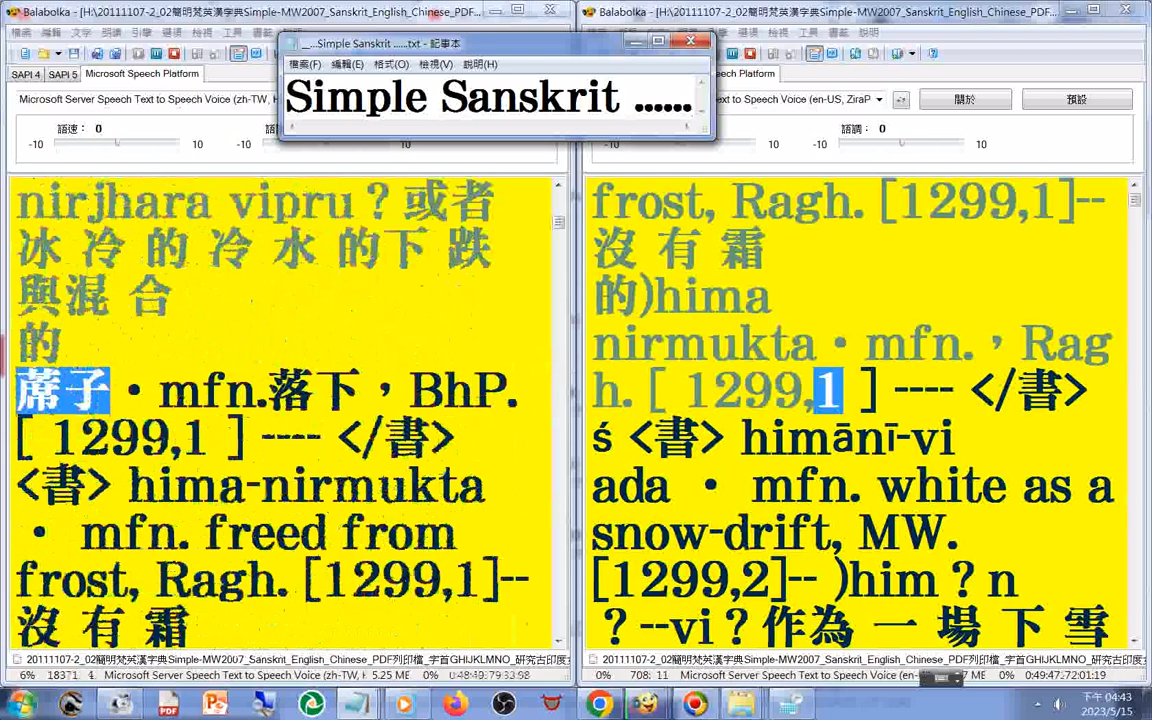 Balabolka - [H:\20111107-2_02簡明梵英漢字典Simple-MW2007_Sanskrit_English_Chinese_PDF...
Balabolka - [H:\20111107-2_02簡明梵英漢字典Simple-MW2007_Sanskrit_English_Chinese_PDF...
__...Simple Sanskrit ......txt - 記事本
檔案(F) 編輯(E) 格式(O) 檢視(V) 說明(H)
Simple Sanskrit ......
SAPI 4 SAPI 5 Microsoft Speech Platform
Speech Platform
Microsoft Server Speech Text to Speech Voice (zh-TW, H
xt to Speech Voice (en-US, ZiraP
關於 預設
語速： 0
語調： 0
-10 10 -10 10
-10 10 -10 10
nirjhara vipru？或者
冰 冷 的 冷 水 的下 跌
與混 合
的
蓆子 • mfn.落下，BhP.
[ 1299,1 ] ---- </書>
<書> hima-nirmukta
• mfn. freed from
frost, Ragh. [1299,1]--
沒 有 霜
frost, Ragh. [1299,1]--
沒 有 霜
的)hima
nirmukta • mfn.，Rag
h. [ 1299,1 ] ---- </書>
ś <書> himānī-vi
ada • mfn. white as a
snow-drift, MW.
[1299,2]-- )him？n
？--vi？作為 一 場 下 雪
20111107-2_02簡明梵英漢字典Simple-MW2007_Sanskrit_English_Chinese_PDF列印檔_字首GHIJKLMNO_研究古印度
20111107-2_02簡明梵英漢字典Simple-MW2007_Sanskrit_English_Chinese_PDF列印檔_字首GHIJKLMNO_研究古印度
6% 18371 4. Microsoft Server Speech Text to Speech Voice (zh-TW, 5.25 ME 0% 0:48:49:79:33:98
0% 708: 11 Microsoft Server Speech Text to Speech Voice ME 0% 0:49:47:72:01:19
下午 04:43
2023/5/15